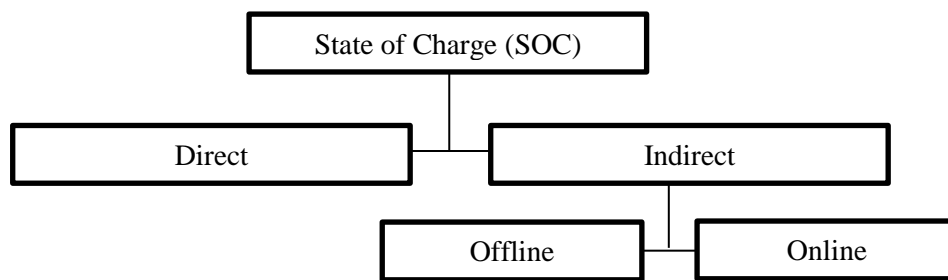 State of Charge (SOC)
Direct
Indirect
Offline
Online